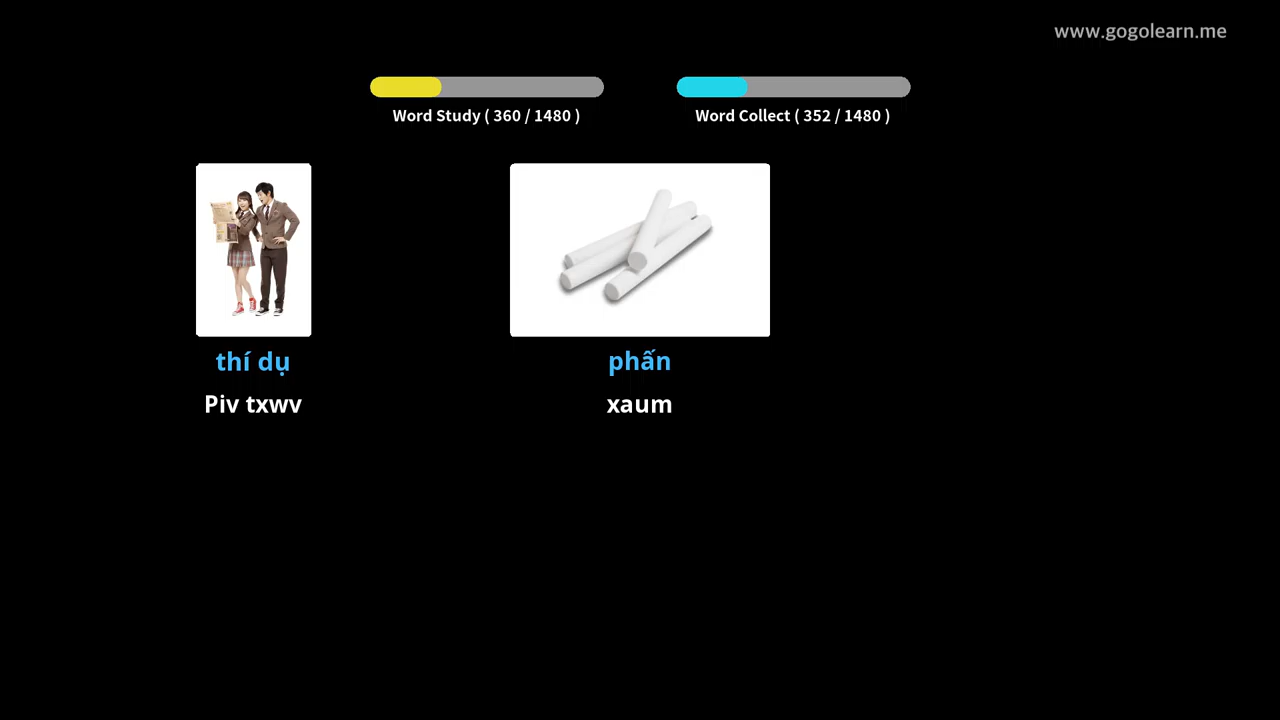 www.gogolearn.me
Word Study ( 360 / 1480 )
Word Collect ( 352 / 1480 )
thí dụ
Piv txwv
phấn
xaum